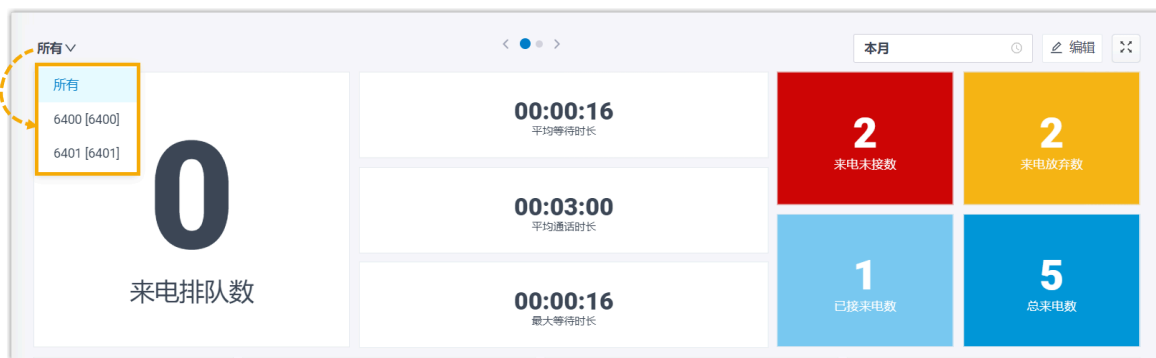 所有
本月
编辑
所有
6400 [6400]
6401 [6401]
0
来电排队数
00:00:16
平均等待时长
00:03:00
平均通话时长
00:00:16
最大等待时长
2
来电未接数
2
来电放弃数
1
已接来电数
5
总来电数